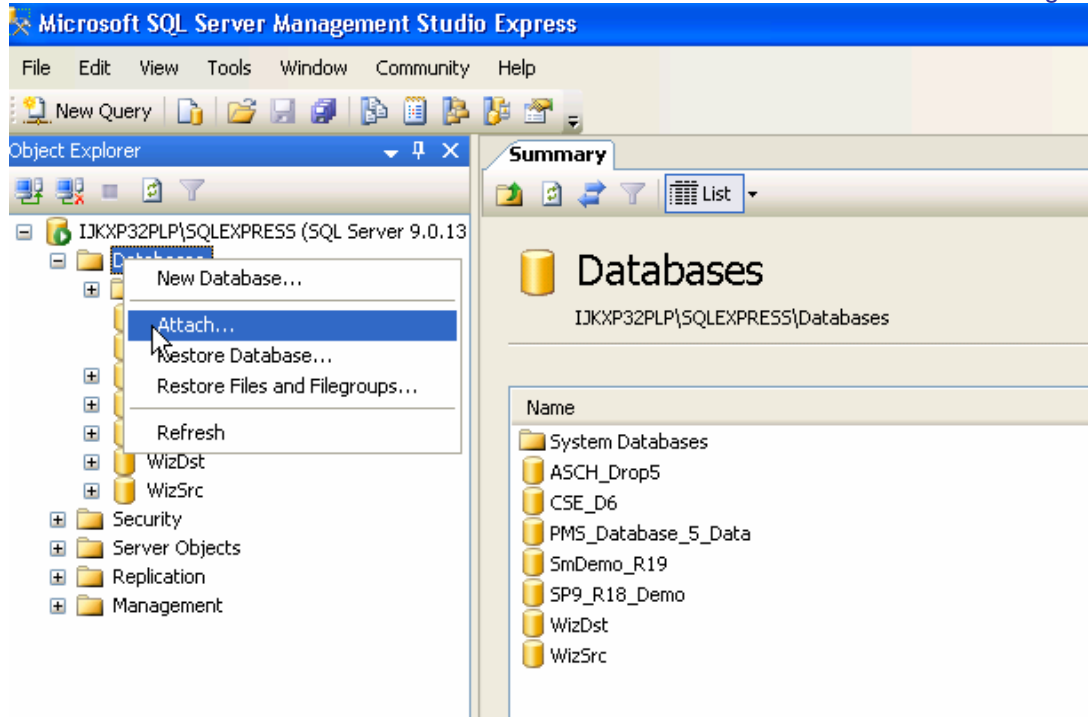 Microsoft SQL Server Management Studio Express
File Edit View Tools Window Community Help
New Query
Object Explorer
Summary
List
IJKXP32PLP\SQLEXPRESS (SQL Server 9.0.13
Databases
IJKXP32PLP\SQLEXPRESS\Databases
New Database...
Attach...
Restore Database...
Restore Files and Filegroups...
Refresh
WizDst
WizSrc
Security
Server Objects
Replication
Management
Name
System Databases
ASCH_Drop5
CSE_D6
PMS_Database_5_Data
SmDemo_R19
SP9_R18_Demo
WizDst
WizSrc